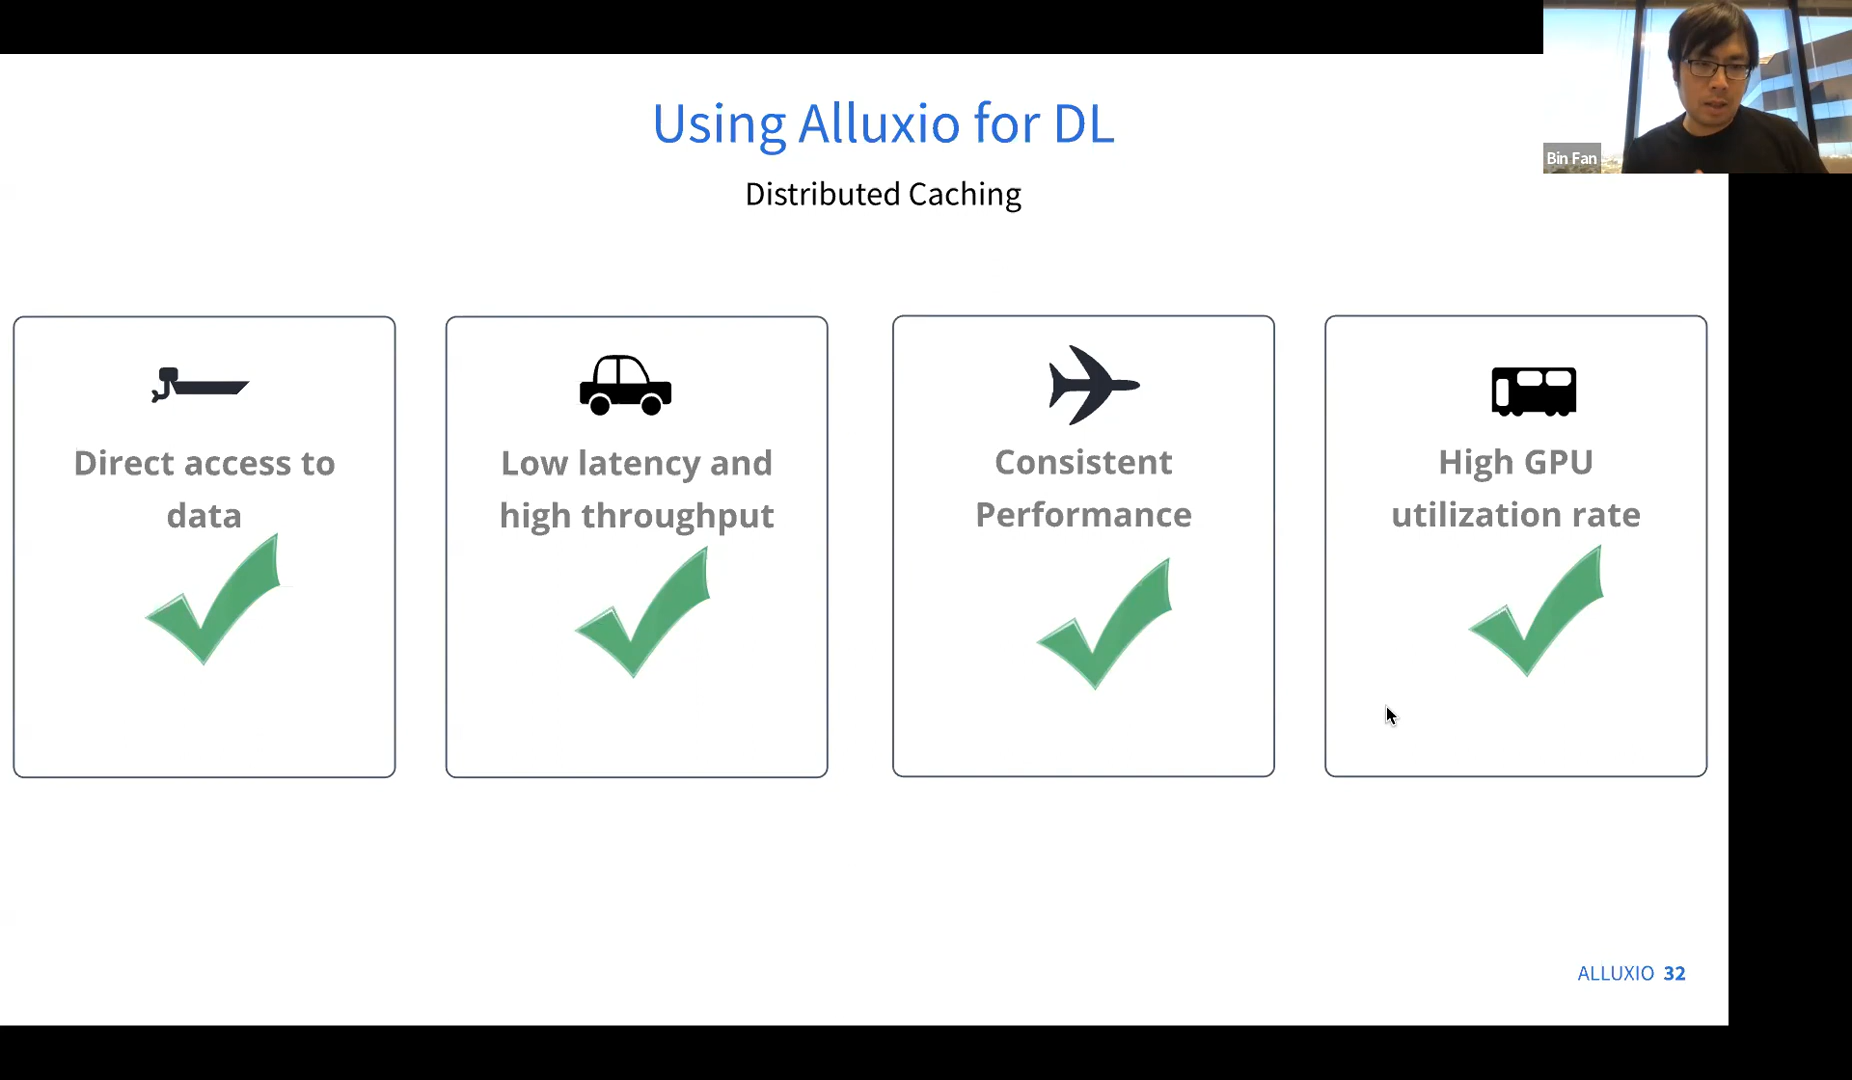 Using Alluxio for DL
Distributed Caching
Bin Fan
Direct access to
data
Low latency and
high throughput
Consistent
Performance
High GPU
utilization rate
ALLUXIO 32